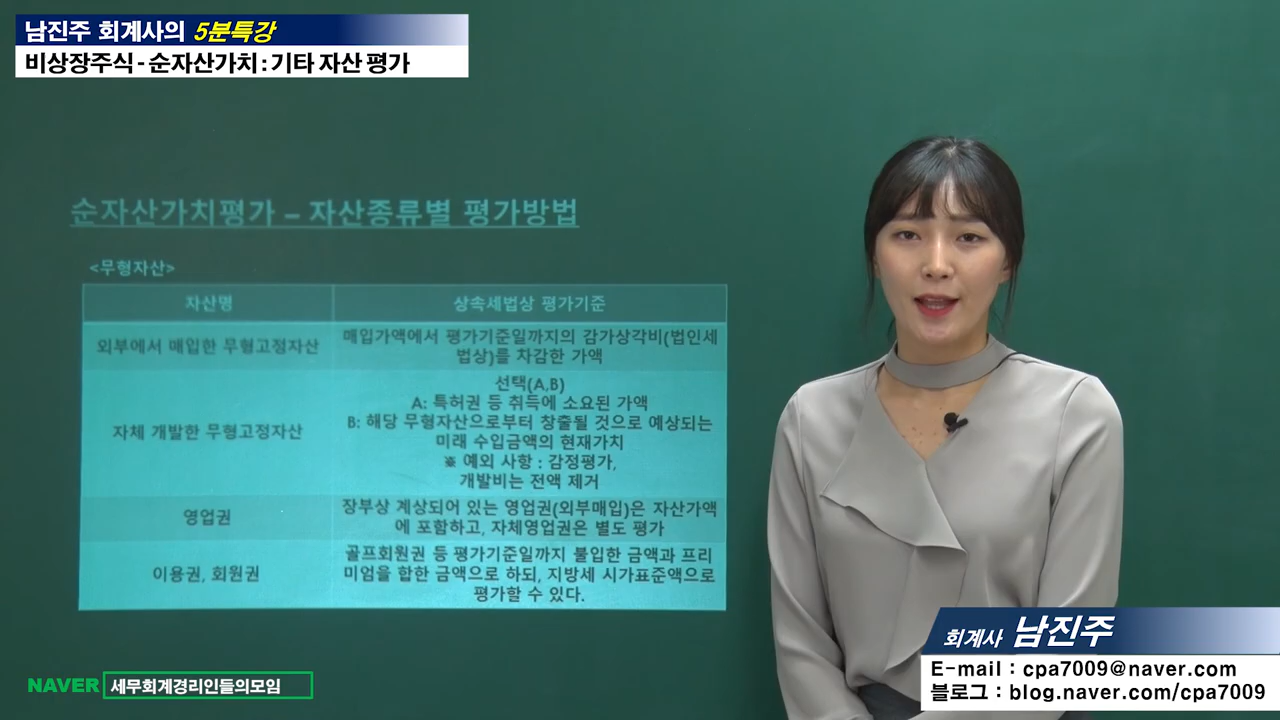 남진주 회계사의 5분특강
비상장주식 - 순자산가치 : 기타 자산 평가
순자산가치평가 – 자산종류별 평가방법
<무형자산>
자산명
상속세법상 평가기준
외부에서 매입한 무형고정자산
매입가액에서 평가기준일까지의 감가상각비(법인세
법상)를 차감한 가액
자체 개발한 무형고정자산
선택(A,B)
A: 특허권 등 취득에 소요된 가액
B: 해당 무형자산으로부터 창출될 것으로 예상되는
미래 수입금액의 현재가치
※ 예외 사항 : 감정평가,
개발비는 전액 제거
영업권
장부상 계상되어 있는 영업권(외부매입)은 자산가액
에 포함하고, 자체영업권은 별도 평가
이용권, 회원권
골프회원권 등 평가기준일까지 불입한 금액과 프리
미엄을 합한 금액으로 하되, 지방세 시가표준액으로
평가할 수 있다.
회계사 남진주
E-mail : cpa7009@naver.com
블로그 : blog.naver.com/cpa7009
NAVER 세무회계경리인들의모임